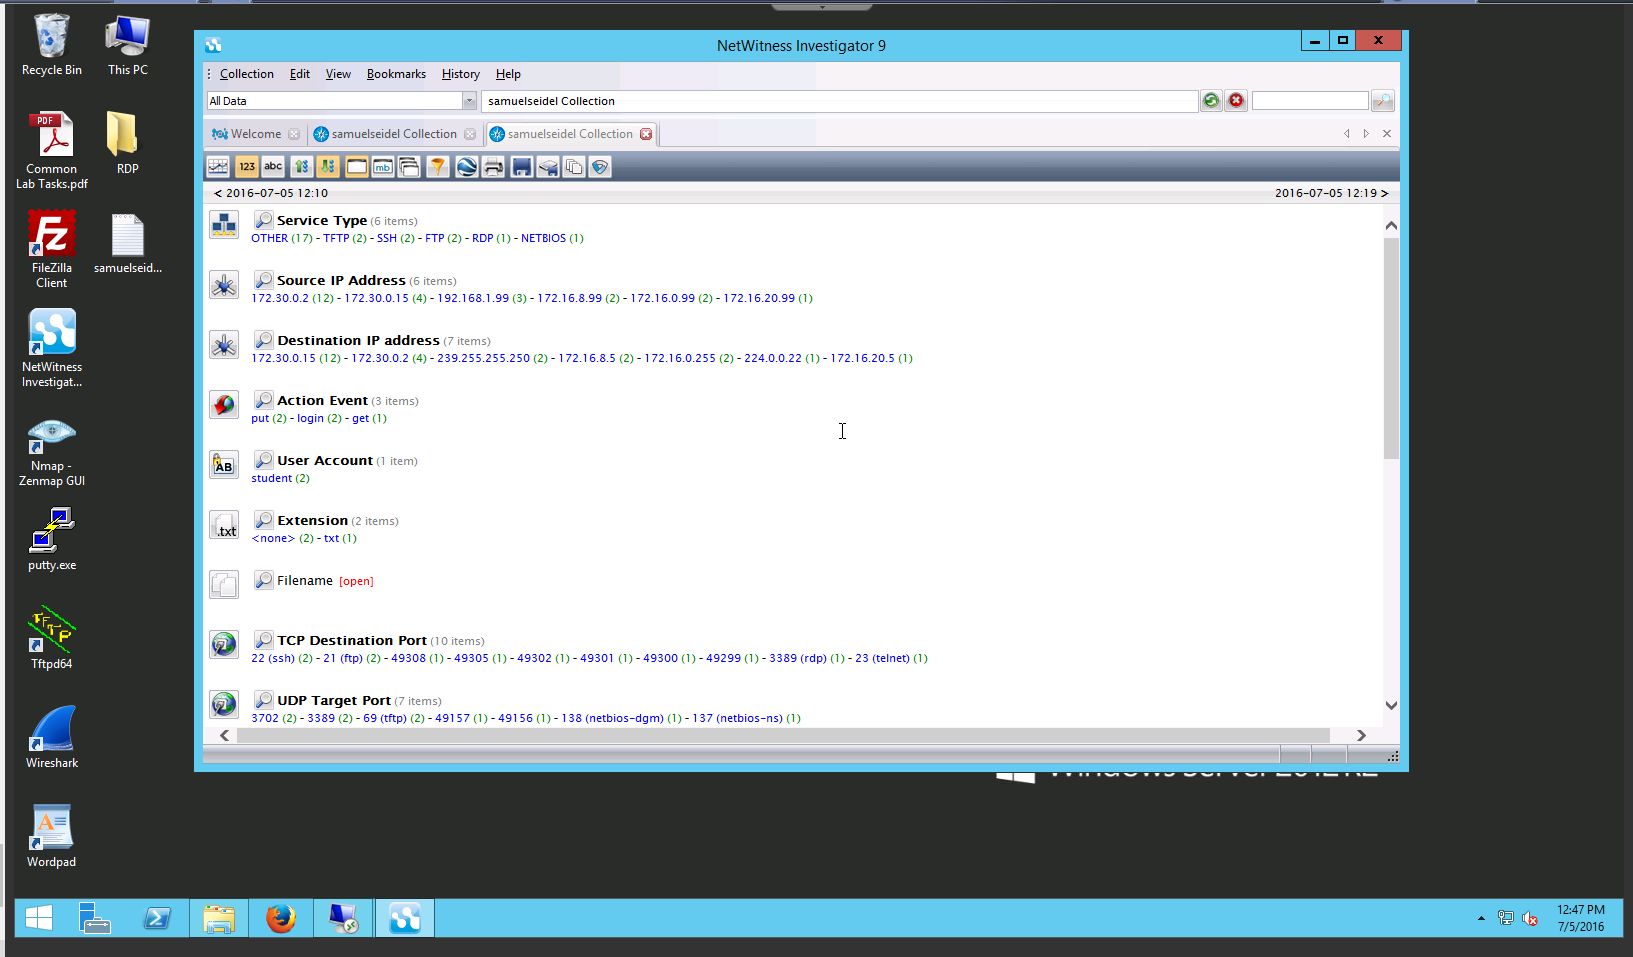 Recycle Bin
This PC
Common
Lab Tasks.pdf
RDP
FileZilla
Client
samuelseid...
NetWitness
Investigat...
Nmap -
Zenmap GUI
putty.exe
Tftpd64
Wireshark
Wordpad
NetWitness Investigator 9
Collection Edit View Bookmarks History Help
All Data
samuelseidel Collection
Welcome
samuelseidel Collection
samuelseidel Collection
123 abc mb
< 2016-07-05 12:10
2016-07-05 12:19 >
Service Type (6 items)
OTHER (17) - TFTP (2) - SSH (2) - FTP (2) - RDP (1) - NETBIOS (1)
Source IP Address (6 items)
172.30.0.2 (12) - 172.30.0.15 (4) - 192.168.1.99 (3) - 172.16.8.99 (2) - 172.16.0.99 (2) - 172.16.20.99 (1)
Destination IP address (7 items)
172.30.0.15 (12) - 172.30.0.2 (4) - 239.255.255.250 (2) - 172.16.8.5 (2) - 172.16.0.255 (2) - 224.0.0.22 (1) - 172.16.20.5 (1)
Action Event (3 items)
put (2) - login (2) - get (1)
AB
User Account (1 item)
student (2)
.txt
Extension (2 items)
<none> (2) - txt (1)
Filename [open]
TCP Destination Port (10 items)
22 (ssh) (2) - 21 (ftp) (2) - 49308 (1) - 49305 (1) - 49302 (1) - 49301 (1) - 49300 (1) - 49299 (1) - 3389 (rdp) (1) - 23 (telnet) (1)
UDP Target Port (7 items)
3702 (2) - 3389 (2) - 69 (tftp) (2) - 49157 (1) - 49156 (1) - 138 (netbios-dgm) (1) - 137 (netbios-ns) (1)
12:47 PM
7/5/2016